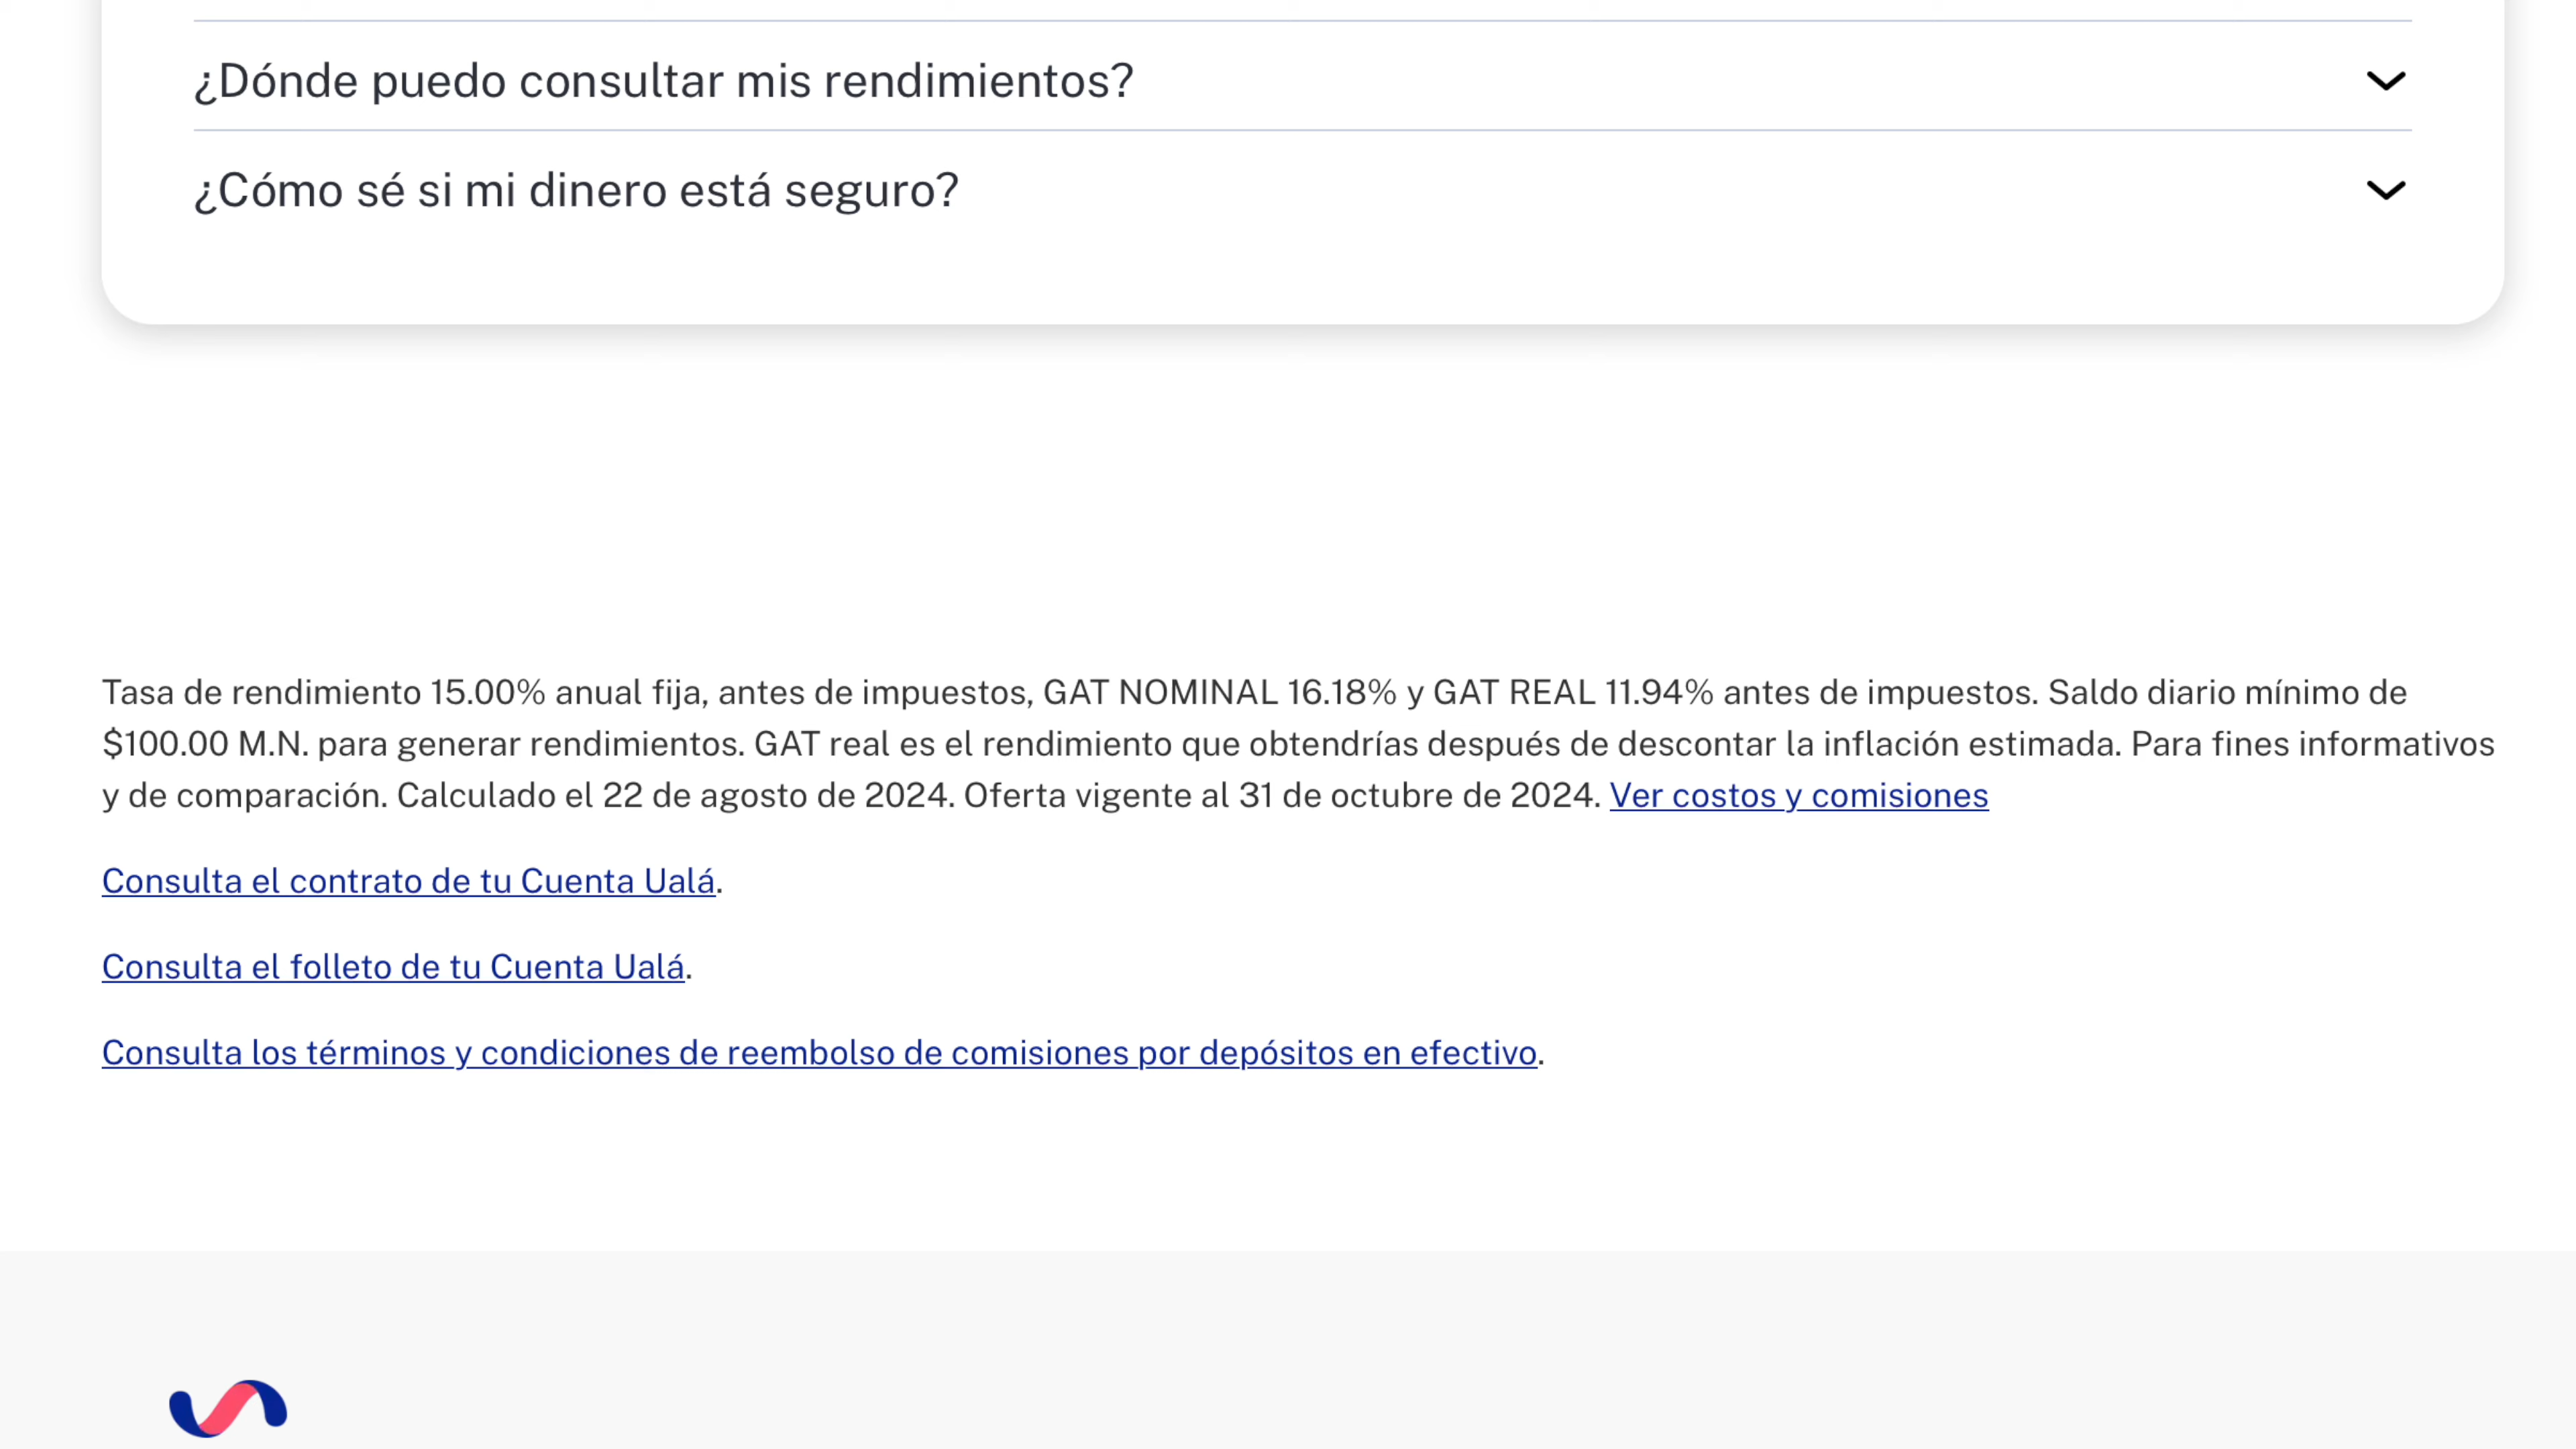 ¿Dónde puedo consultar mis rendimientos?
¿Cómo sé si mi dinero está seguro?
Tasa de rendimiento 15.00% anual fija, antes de impuestos, GAT NOMINAL 16.18% y GAT REAL 11.94% antes de impuestos. Saldo diario mínimo de
$100.00 M.N. para generar rendimientos. GAT real es el rendimiento que obtendrías después de descontar la inflación estimada. Para fines informativos
y de comparación. Calculado el 22 de agosto de 2024. Oferta vigente al 31 de octubre de 2024. Ver costos y comisiones
Consulta el contrato de tu Cuenta Ualá.
Consulta el folleto de tu Cuenta Ualá.
Consulta los términos y condiciones de reembolso de comisiones por depósitos en efectivo.